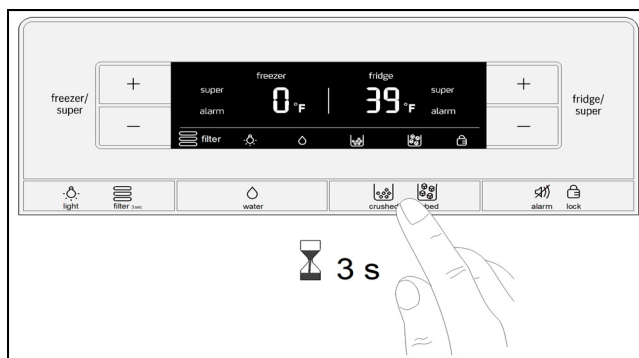 freezer/
super
+
−
freezer
super
0°F
alarm
fridge
39°F
super
alarm
filter
+
−
fridge/
super
light
filter 3 sec
water
crushed
bed
alarm
lock
3 s